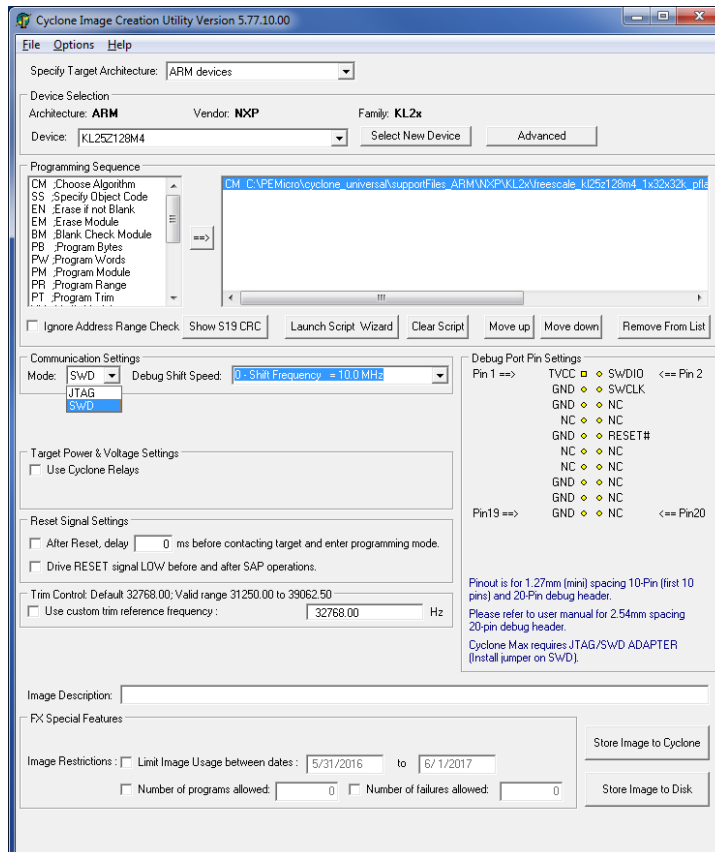 Cyclone Image Creation Utility Version 5.77.10.00
File Options Help
Specify Target Architecture: ARM devices
Device Selection
Architecture: ARM Vendor: NXP Family: KL2x
Device: KL25Z128M4 Select New Device Advanced
Programming Sequence
CM ;Choose Algorithm
SS ;Specify Object Code
EN ;Erase if not Blank
EM ;Erase Module
BM ;Blank Check Module
PB ;Program Bytes
PW ;Program Words
PM ;Program Module
PR ;Program Range
PT ;Program Trim
==>
CM C:\PEMicro\cyclone_universal\supportFiles_ARM\NXP\KL2x\freescale_kl25z128m4_1x32x32k_pfla
Ignore Address Range Check Show S19 CRC Launch Script Wizard Clear Script Move up Move down Remove From List
Communication Settings
Mode: SWD Debug Shift Speed: 0 - Shift Frequency = 10.0 MHz
JTAG
SWD
Target Power & Voltage Settings
Use Cyclone Relays
Reset Signal Settings
After Reset, delay 0 ms before contacting target and enter programming mode.
Drive RESET signal LOW before and after SAP operations.
Trim Control: Default 32768.00; Valid range 31250.00 to 39062.50
Use custom trim reference frequency : 32768.00 Hz
Debug Port Pin Settings
Pin 1 ==> TVCC SWDIO <== Pin 2
GND SWCLK
GND NC
NC NC
GND RESET#
NC NC
NC NC
GND NC
GND NC
Pin19 ==> GND NC <== Pin20
Pinout is for 1.27mm (mini) spacing 10-Pin (first 10
pins) and 20-Pin debug header.
Please refer to user manual for 2.54mm spacing
20-pin debug header.
Cyclone Max requires JTAG/SWD ADAPTER
(Install jumper on SWD).
Image Description:
FX Special Features
Image Restrictions : Limit Image Usage between dates : 5/31/2016 to 6/ 1/2017
Number of programs allowed: 0 Number of failures allowed: 0
Store Image to Cyclone
Store Image to Disk